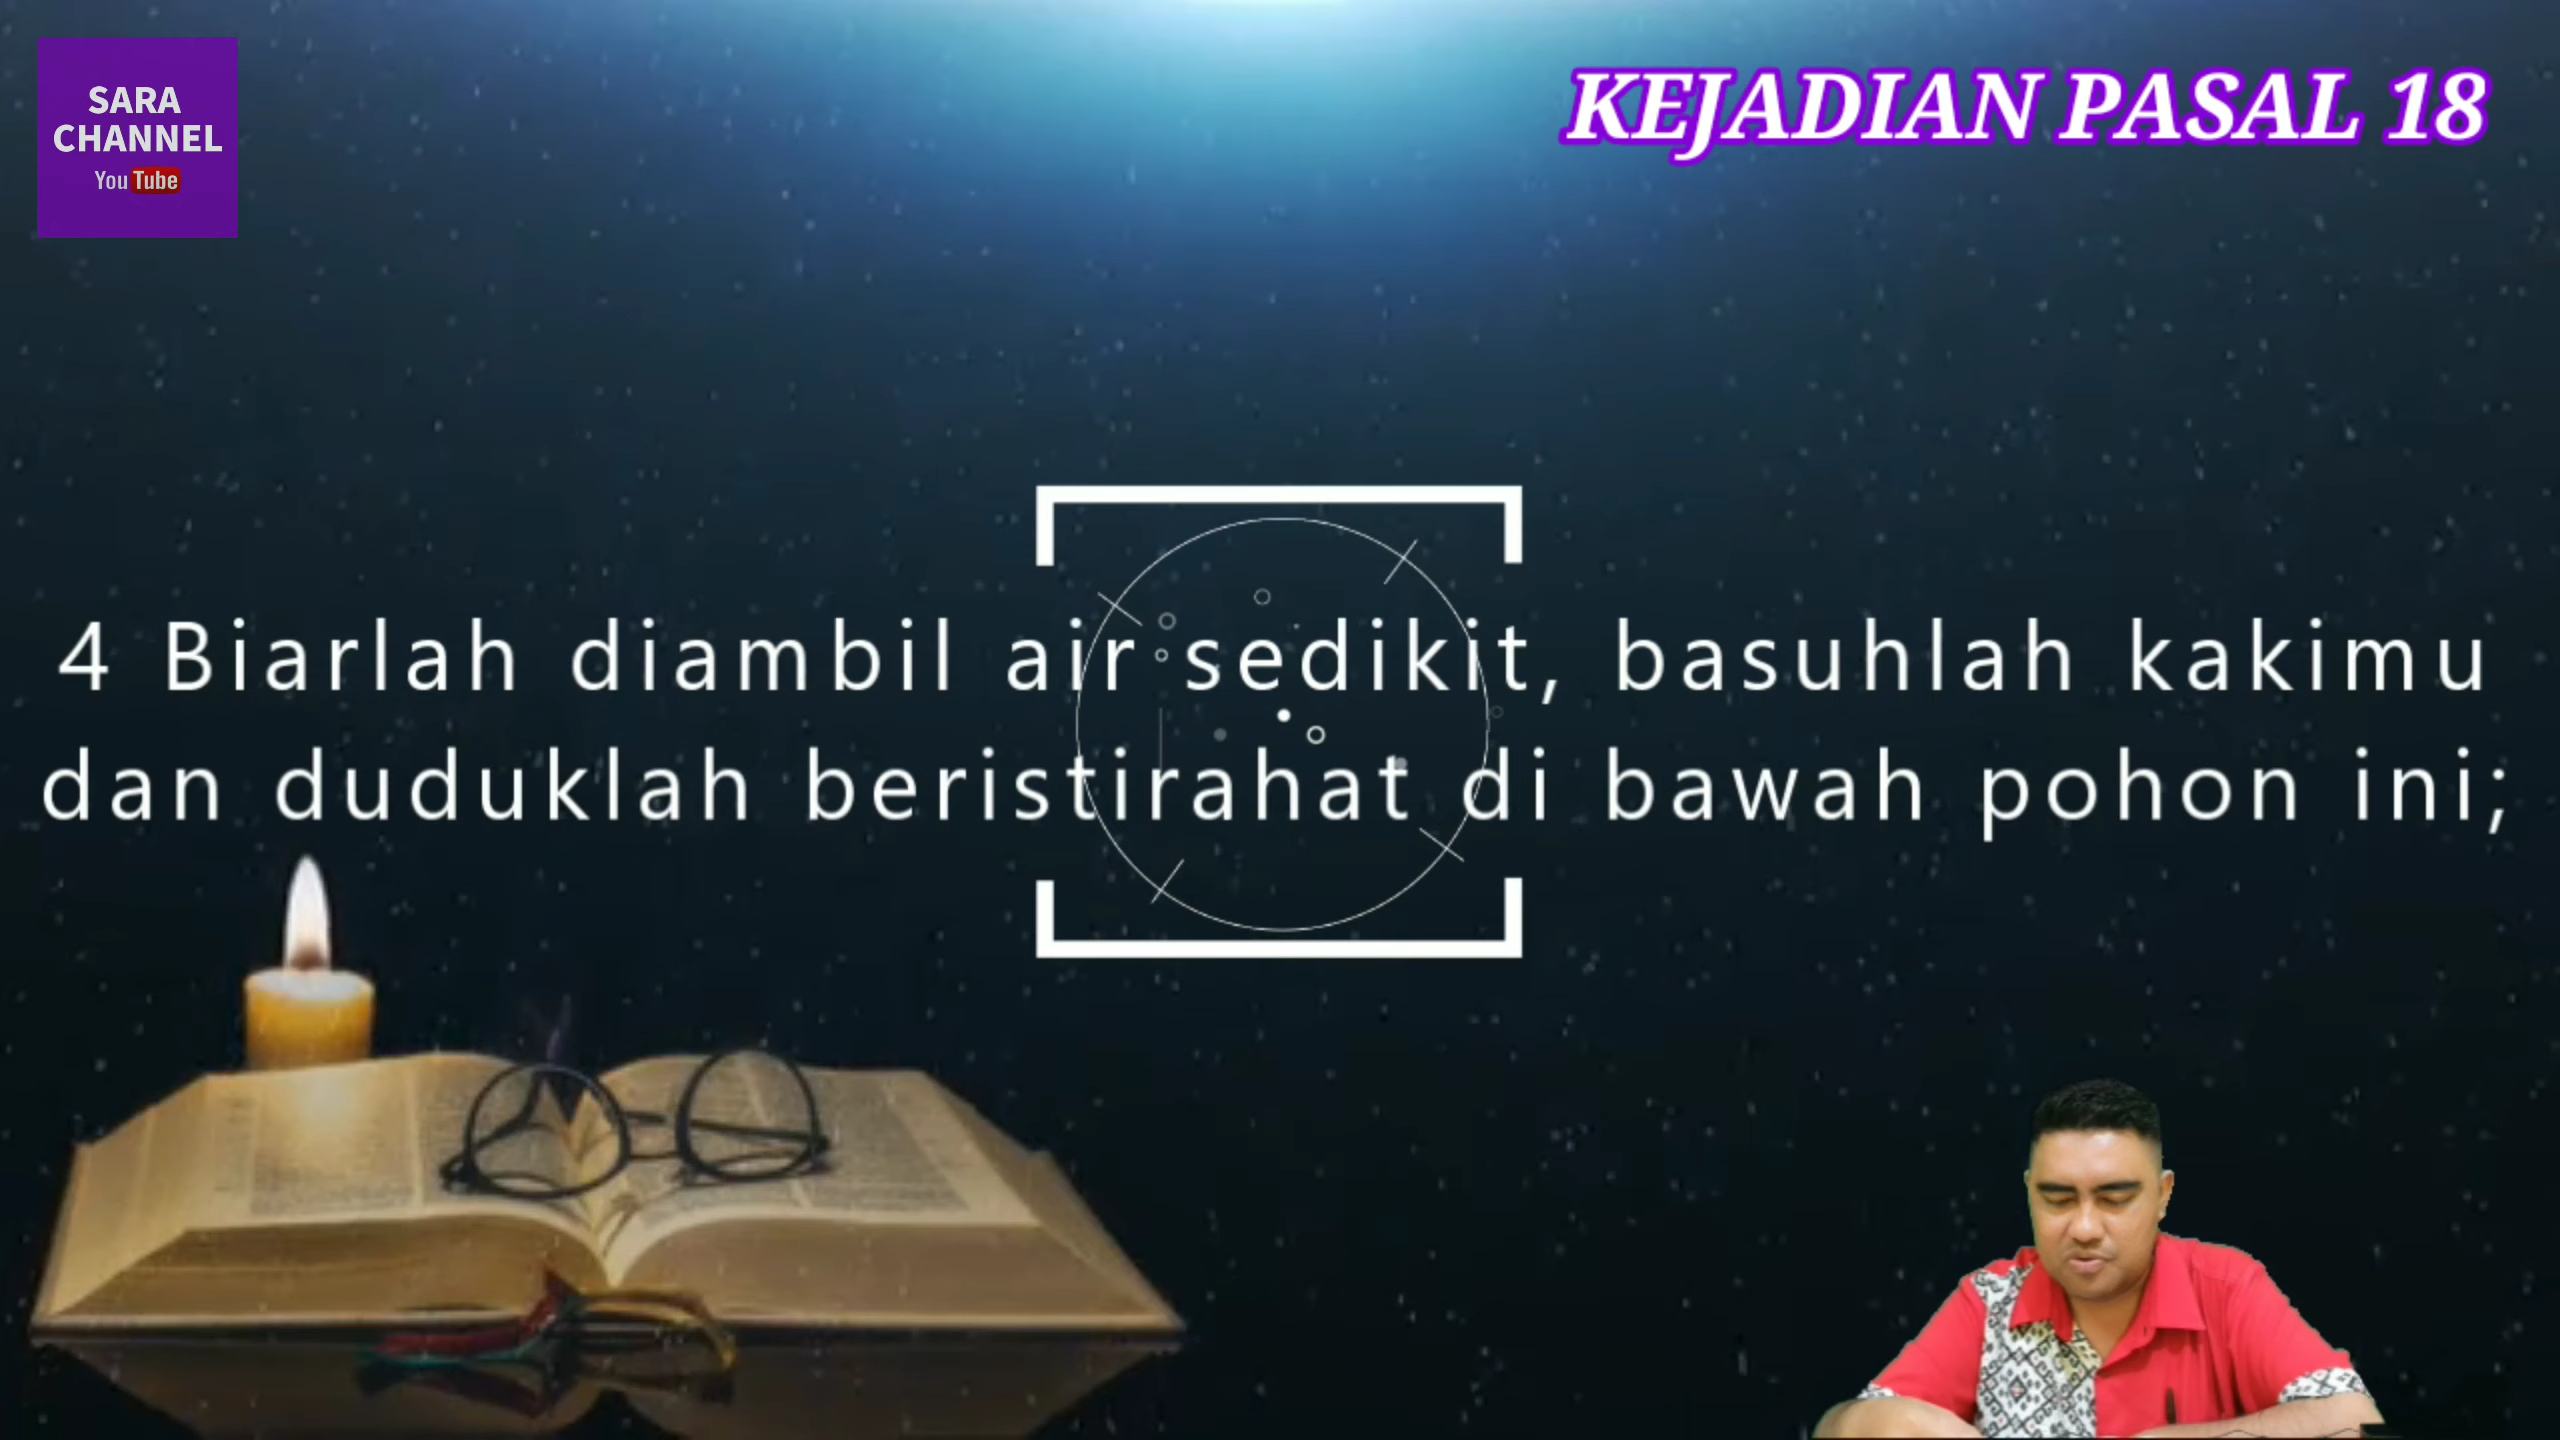 SARA
CHANNEL
YouTube
KEJADIAN PASAL 18
4 Biarlah diambil air sedikit, basuhlah kakimu
dan duduklah beristirahat di bawah pohon ini;